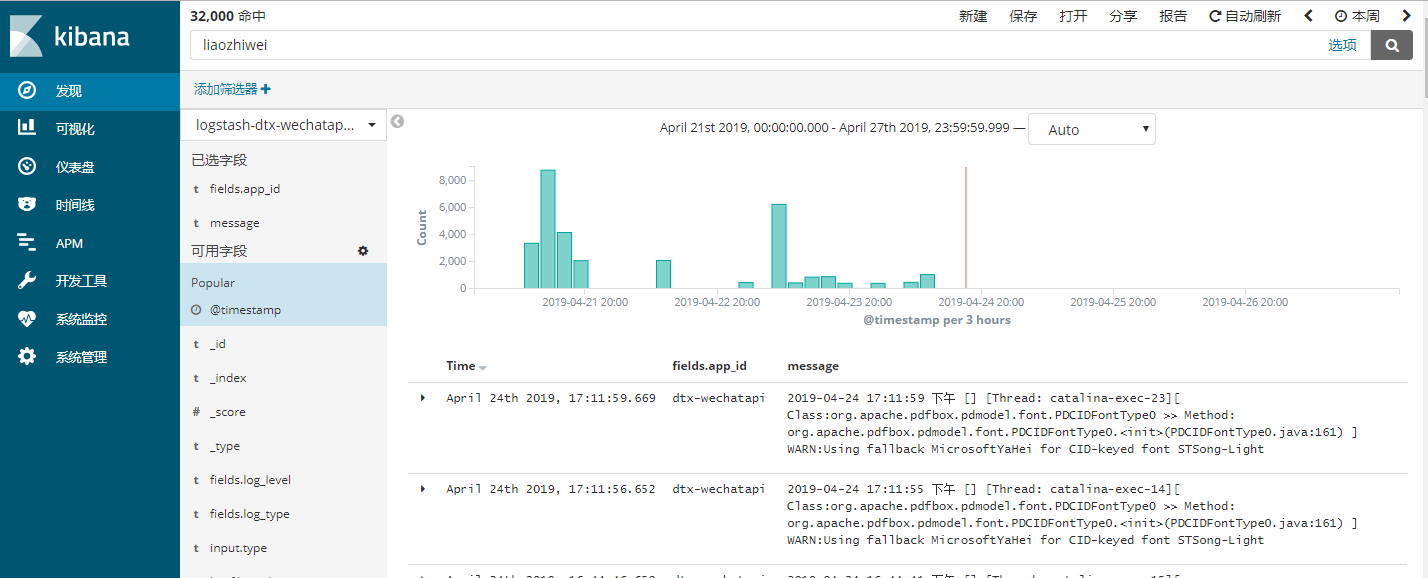 kibana
发现
可视化
仪表盘
时间线
APM
开发工具
系统监控
系统管理
32,000 命中
新建 保存 打开 分享 报告 自动刷新 本周
liaozhiwei
选项
添加筛选器
logstash-dtx-wechatap...
已选字段
t fields.app_id
t message
可用字段
Popular
@timestamp
t _id
t _index
# _score
t _type
t fields.log_level
t fields.log_type
t input.type
April 21st 2019, 00:00:00.000 - April 27th 2019, 23:59:59.999 — Auto
Count
8,000
6,000
4,000
2,000
0
2019-04-21 20:00 2019-04-22 20:00 2019-04-23 20:00 2019-04-24 20:00 2019-04-25 20:00 2019-04-26 20:00
@timestamp per 3 hours
Time fields.app_id message
April 24th 2019, 17:11:59.669 dtx-wechatapi 2019-04-24 17:11:59 下午 [] [Thread: catalina-exec-23][
Class:org.apache.pdfbox.pdmodel.font.PDCIDFontType0 >> Method:
org.apache.pdfbox.pdmodel.font.PDCIDFontType0.<init>(PDCIDFontType0.java:161) ]
WARN:Using fallback MicrosoftYaHei for CID-keyed font STSong-Light
April 24th 2019, 17:11:56.652 dtx-wechatapi 2019-04-24 17:11:55 下午 [] [Thread: catalina-exec-14][
Class:org.apache.pdfbox.pdmodel.font.PDCIDFontType0 >> Method:
org.apache.pdfbox.pdmodel.font.PDCIDFontType0.<init>(PDCIDFontType0.java:161) ]
WARN:Using fallback MicrosoftYaHei for CID-keyed font STSong-Light